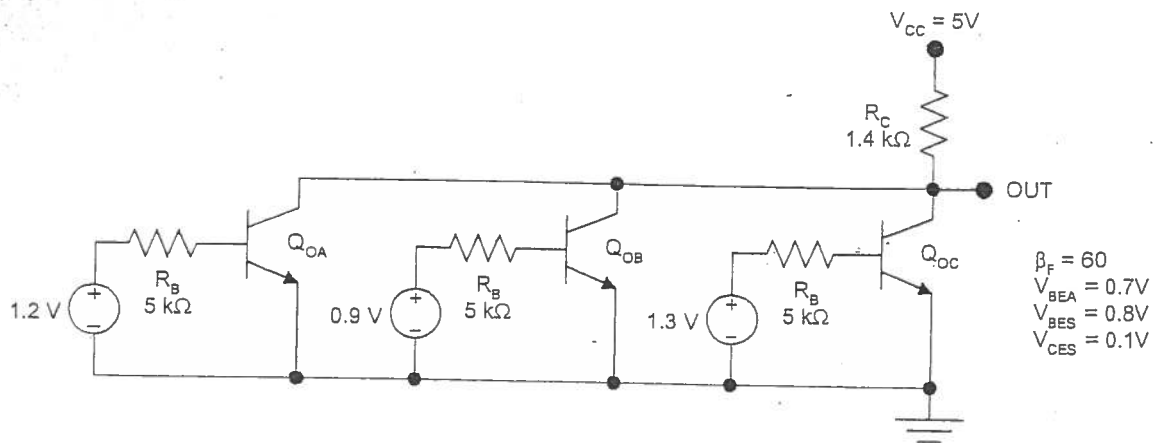 V_CC = 5V
R_C
1.4 kΩ
OUT
Q_OA
Q_OB
Q_OC
R_B
5 kΩ
R_B
5 kΩ
R_B
5 kΩ
1.2 V
+
−
0.9 V
+
−
1.3 V
+
−
β_F = 60
V_BEA = 0.7V
V_BES = 0.8V
V_CES = 0.1V